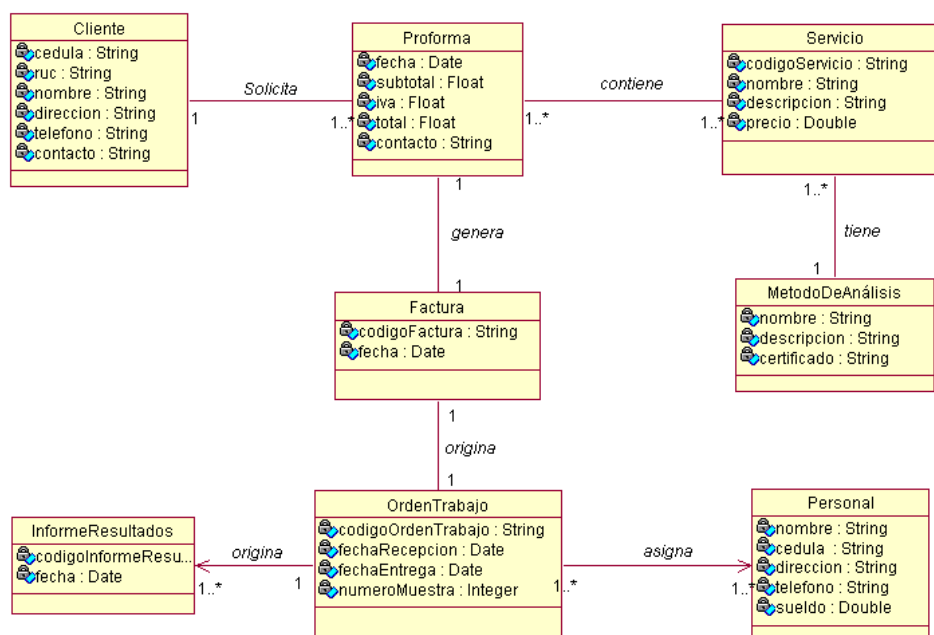 Cliente
cedula : String
ruc : String
nombre : String
direccion : String
telefono : String
contacto : String
Solicita
1
1..*
Proforma
fecha : Date
subtotal : Float
iva : Float
total : Float
contacto : String
contiene
1..*
1..*
Servicio
codigoServicio : String
nombre : String
descripcion : String
precio : Double
1
genera
1
1..*
tiene
1
Factura
codigoFactura : String
fecha : Date
MetodoDeAnálisis
nombre : String
descripcion : String
certificado : String
1
origina
1
InformeResultados
codigoInformeResu...
fecha : Date
origina
1..*
1
OrdenTrabajo
codigoOrdenTrabajo : String
fechaRecepcion : Date
fechaEntrega : Date
numeroMuestra : Integer
asigna
1..*
1..*
Personal
nombre : String
cedula : String
direccion : String
telefono : String
sueldo : Double